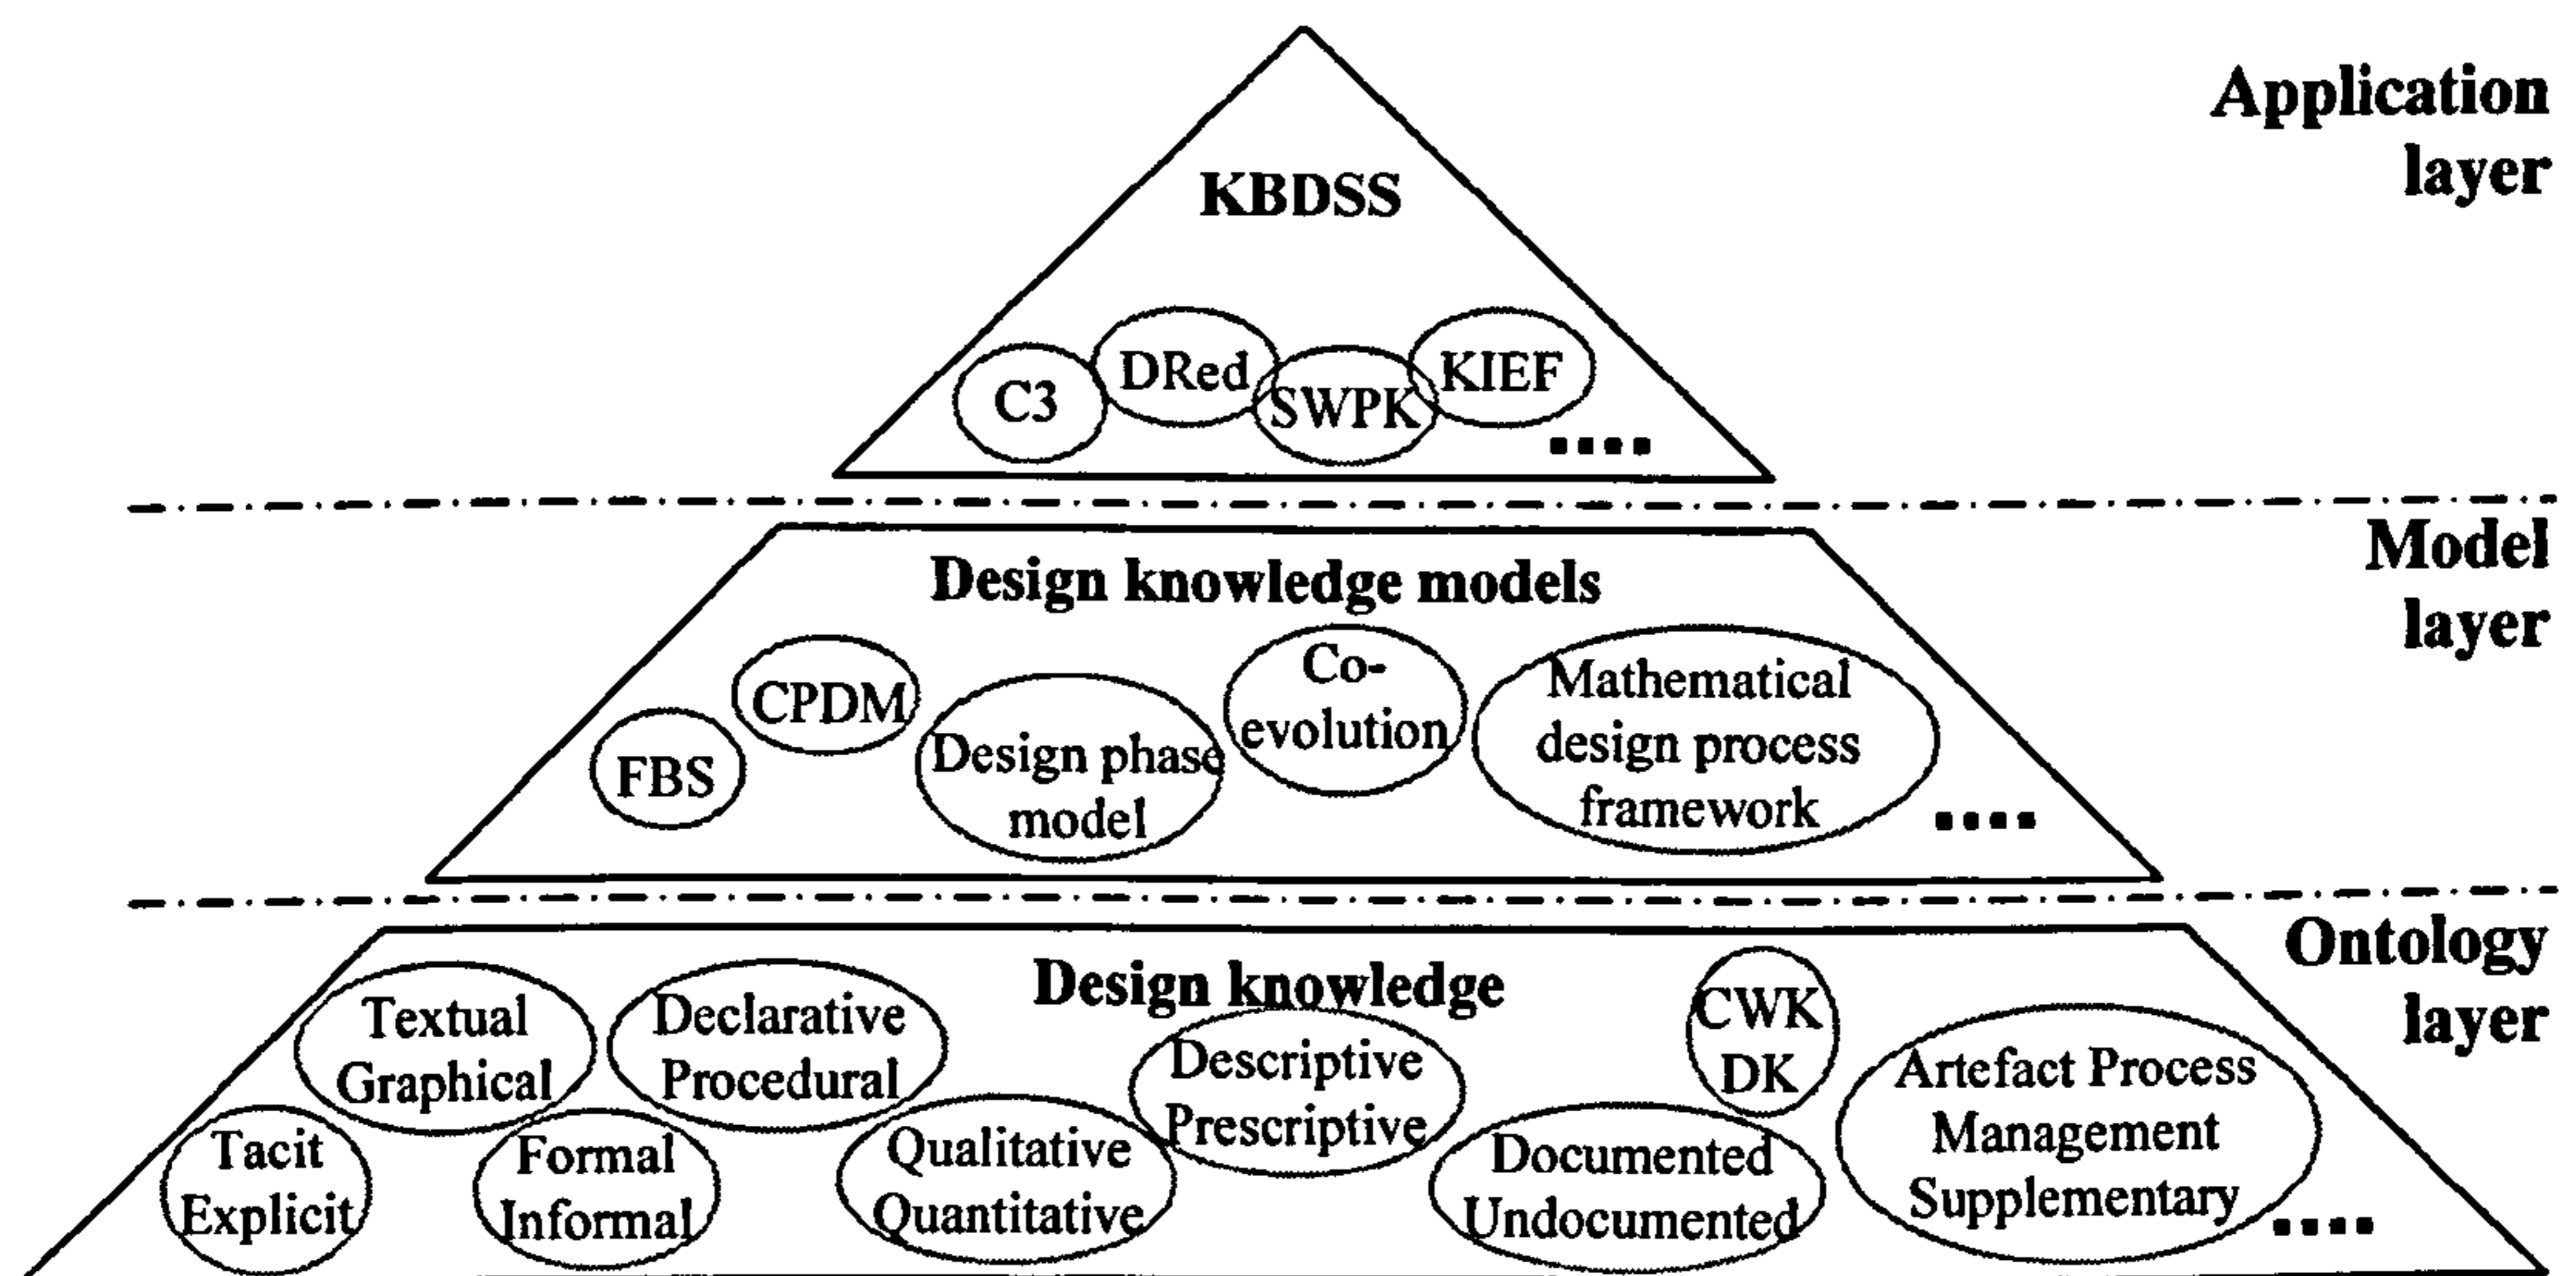 Application
layer
KBDSS
C3
DRed
SWPK
KIEF
....
Model
layer
Design knowledge models
FBS
CPDM
Design phase
model
Co-
evolution
Mathematical
design process
framework
....
Ontology
layer
Design knowledge
Textual
Graphical
Declarative
Procedural
CWK
DK
Descriptive
Prescriptive
Artefact Process
Management
Supplementary
Tacit
Explicit
Formal
Informal
Qualitative
Quantitative
Documented
Undocumented
....